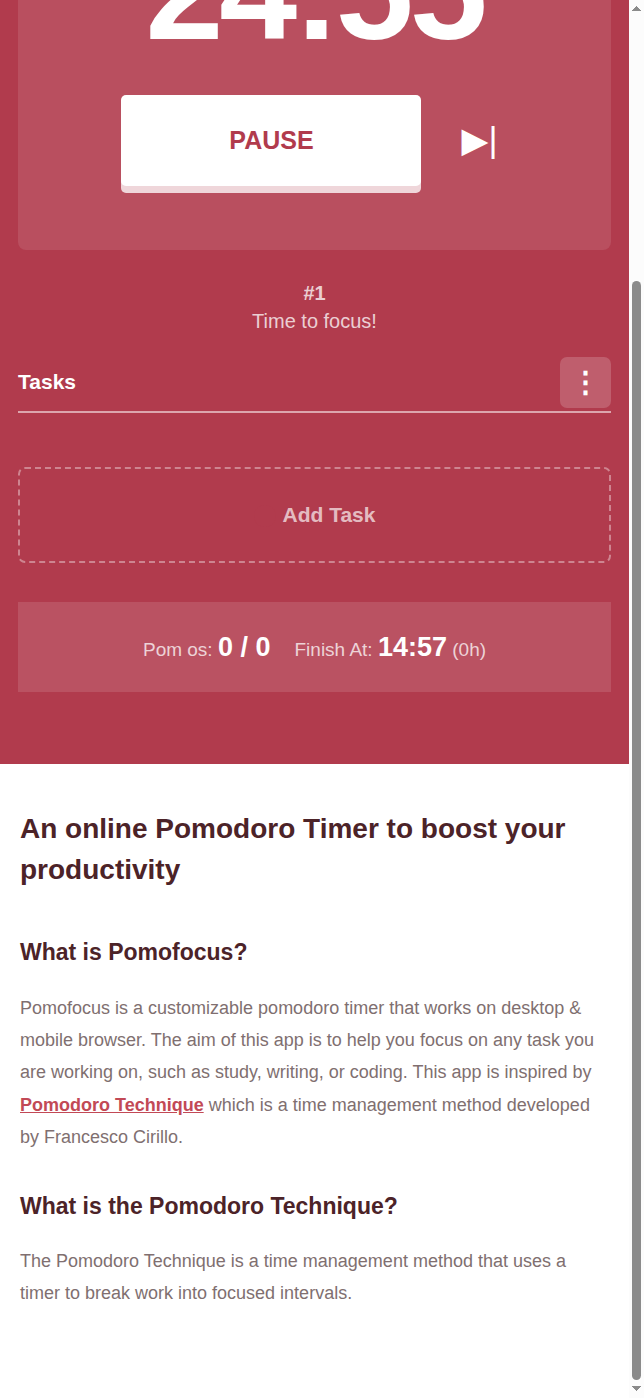 PAUSE
#1
Time to focus!
Tasks
Add Task
Pom os: 0 / 0 Finish At: 14:57 (0h)
An online Pomodoro Timer to boost your
productivity
What is Pomofocus?
Pomofocus is a customizable pomodoro timer that works on desktop &
mobile browser. The aim of this app is to help you focus on any task you
are working on, such as study, writing, or coding. This app is inspired by
Pomodoro Technique which is a time management method developed
by Francesco Cirillo.
What is the Pomodoro Technique?
The Pomodoro Technique is a time management method that uses a
timer to break work into focused intervals.